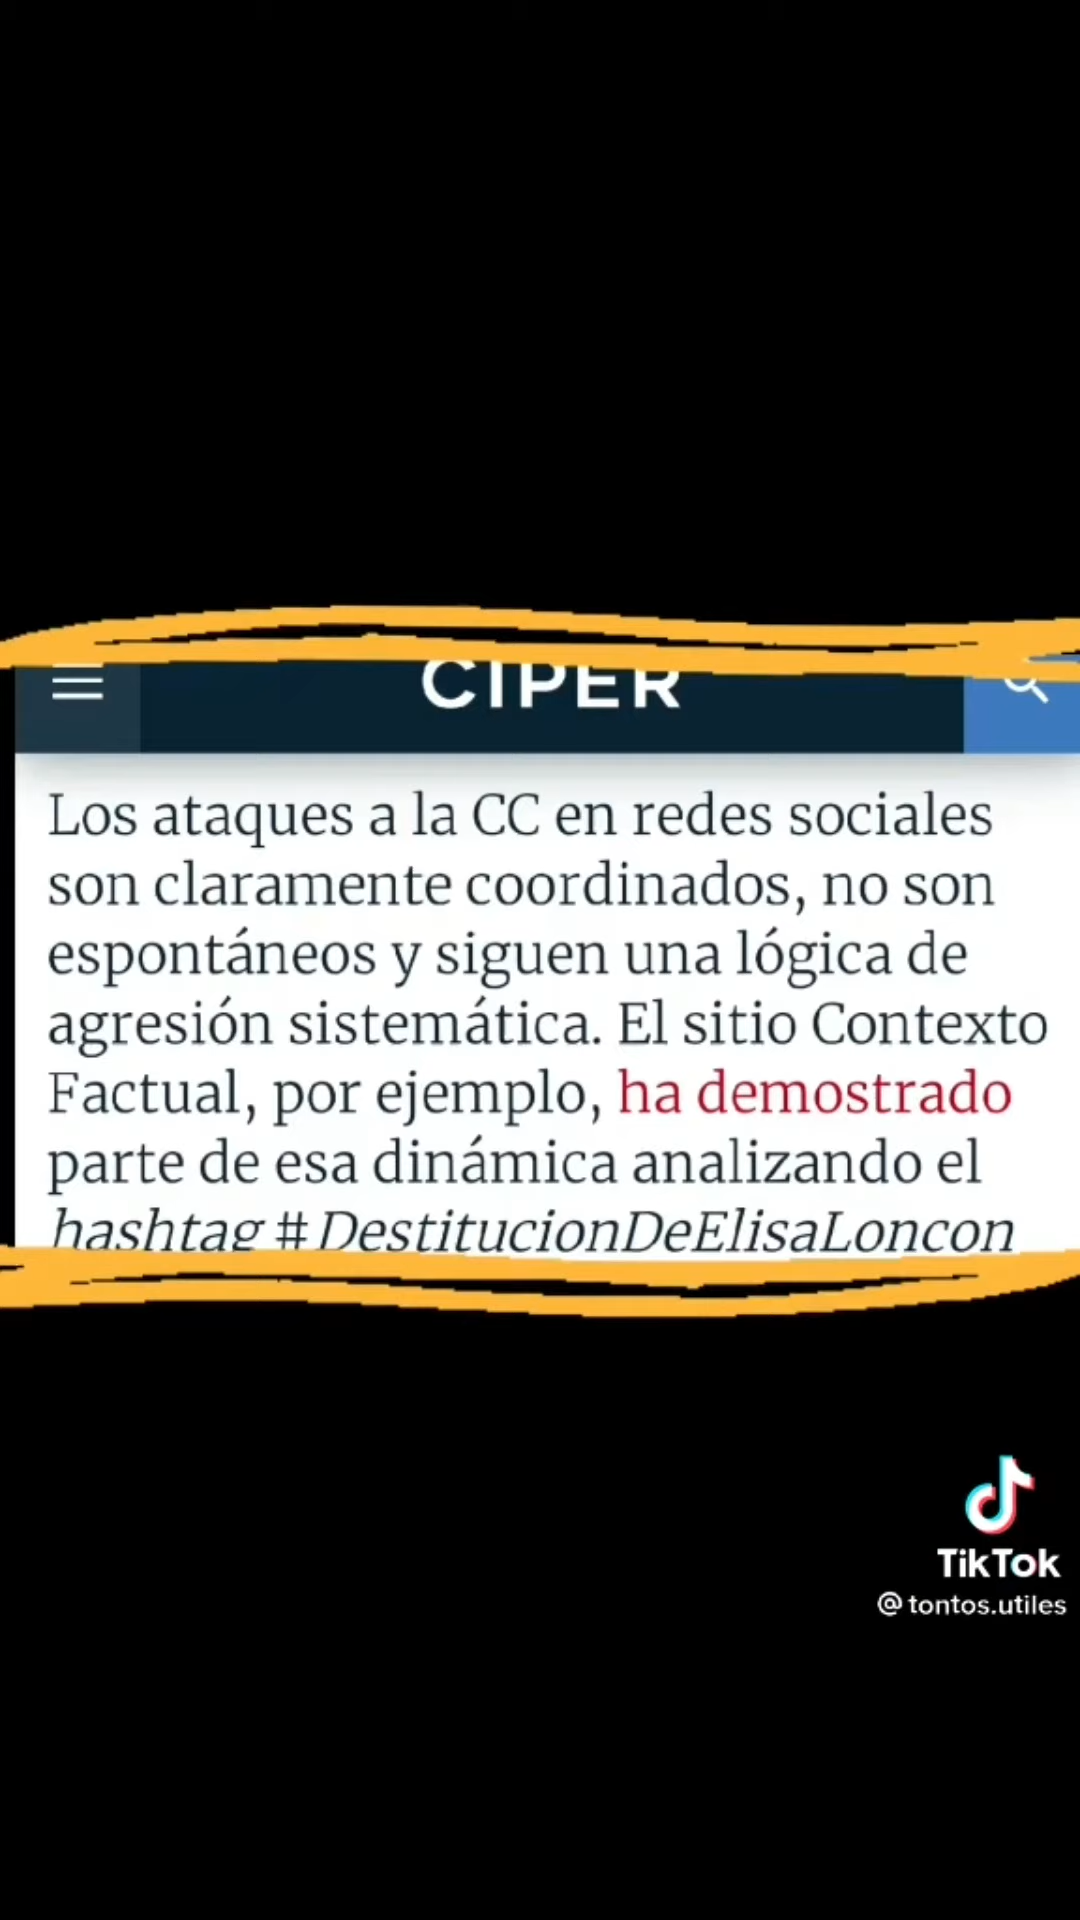 CIPER
Los ataques a la CC en redes sociales
son claramente coordinados, no son
espontáneos y siguen una lógica de
agresión sistemática. El sitio Contexto
Factual, por ejemplo, ha demostrado
parte de esa dinámica analizando el
hashtag #DestitucionDeElisaLoncon
TikTok
@tontos.utiles